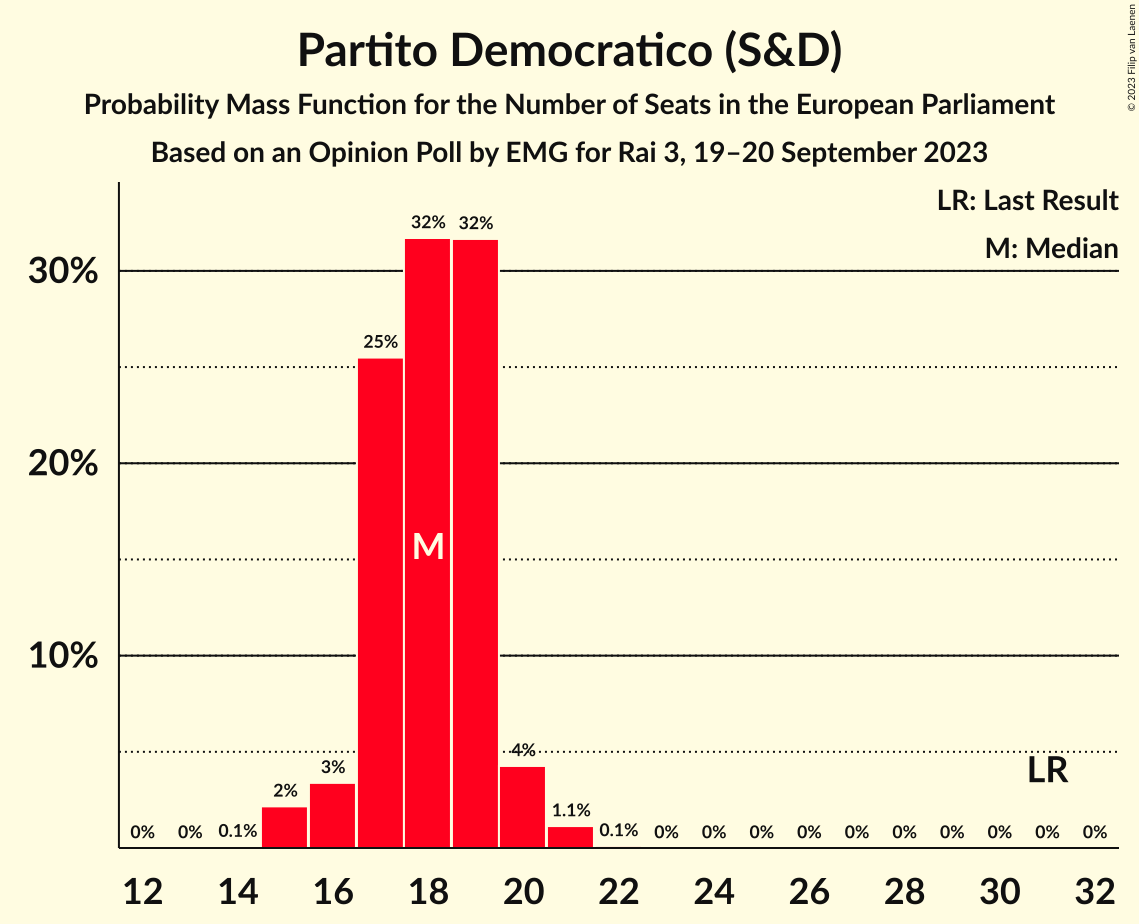 Partito Democratico (S&D)
Probability Mass Function for the Number of Seats in the European Parliament
Based on an Opinion Poll by EMG for Rai 3, 19–20 September 2023
© 2023 Filip van Laenen
LR: Last Result
M: Median
30%
20%
10%
0%
0%
0.1%
2%
3%
25%
32%
32%
4%
1.1%
0.1%
0%
0%
0%
0%
0%
0%
0%
0%
0%
0%
M
LR
12 14 16 18 20 22 24 26 28 30 32